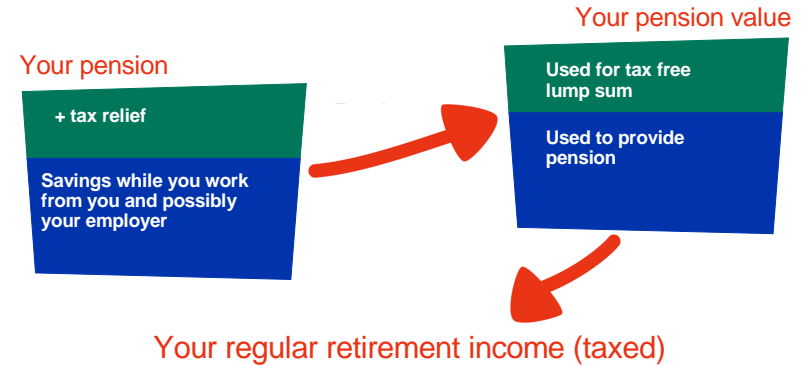 Your pension value
Your pension
+ tax relief
Savings while you work
from you and possibly
your employer
Used for tax free
lump sum
Used to provide
pension
Your regular retirement income (taxed)